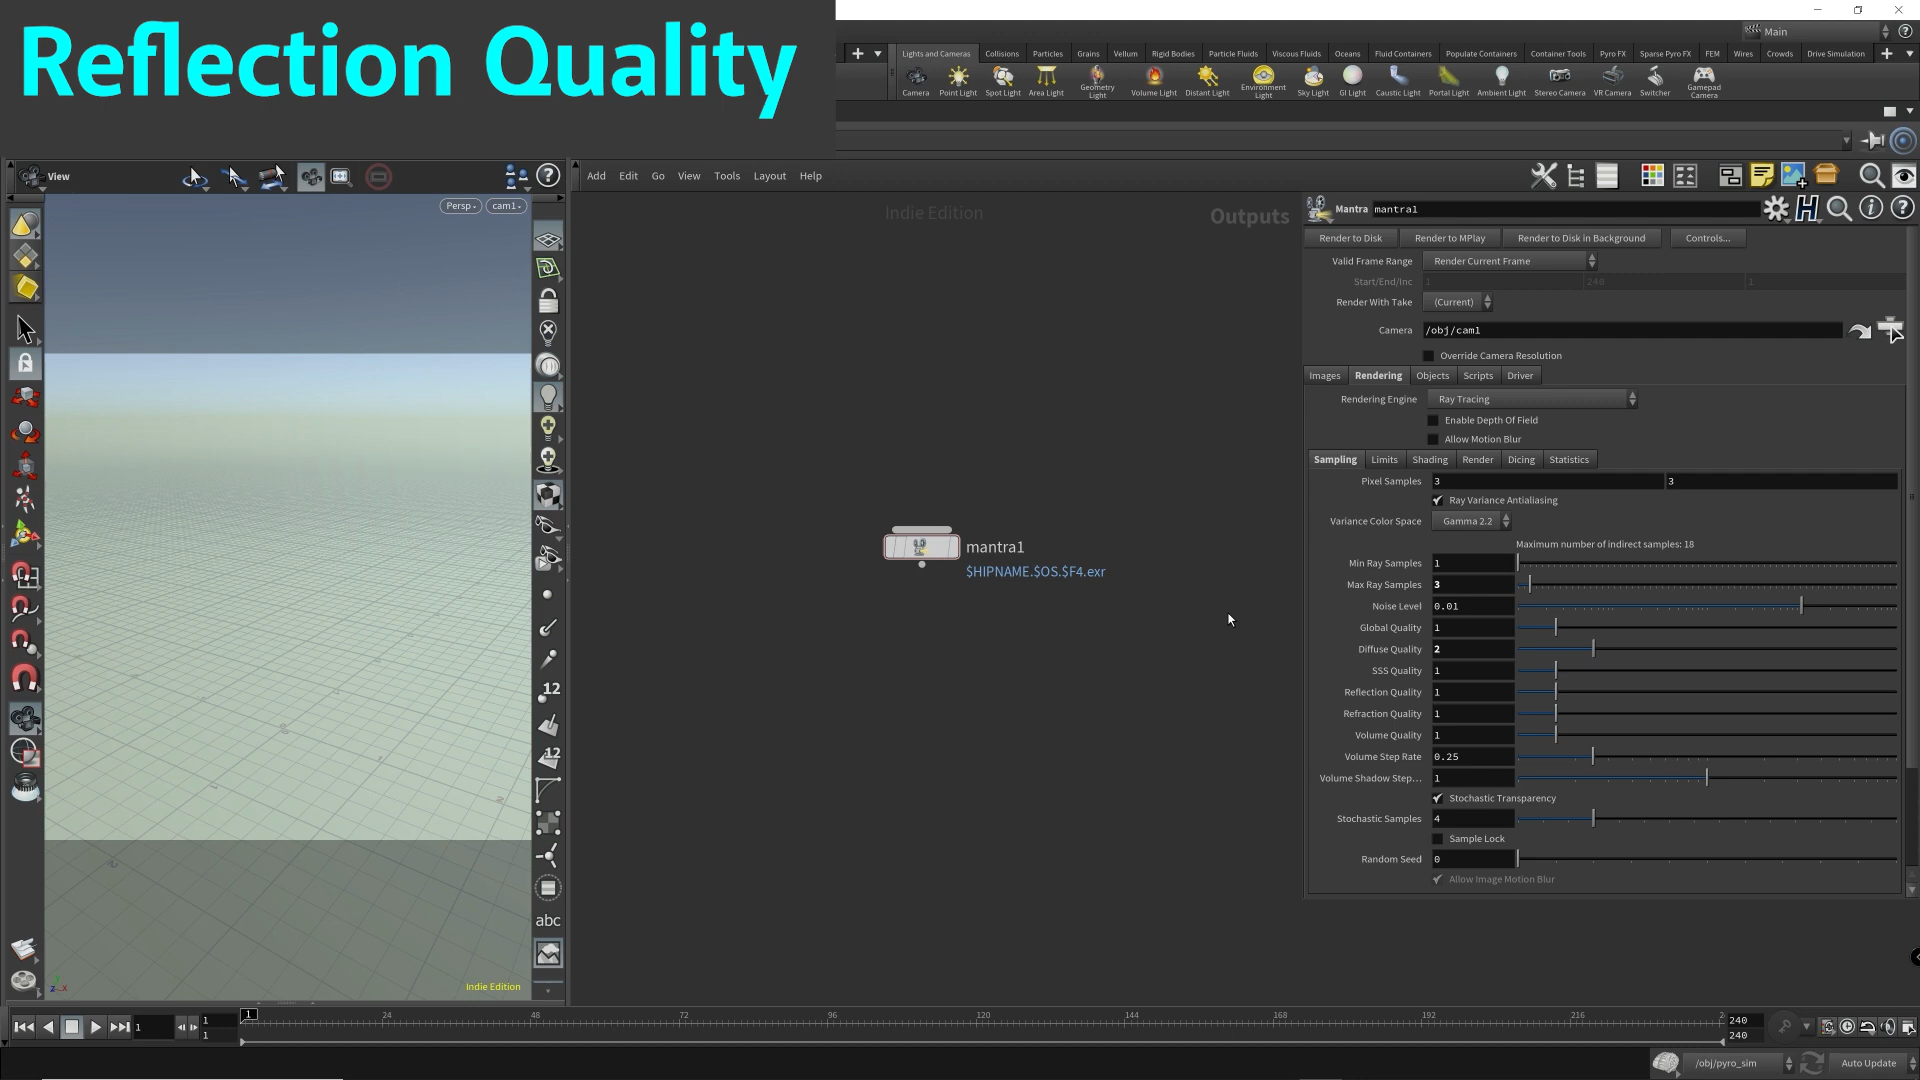 Reflection Quality
Main
Lights and Cameras Collisions Particles Grains Vellum Rigid Bodies Particle Fluids Viscous Fluids Oceans Fluid Containers Populate Containers Container Tools Pyro FX Sparse Pyro FX FEM Wires Crowds Drive Simulation
Camera Point Light Spot Light Area Light Geometry Light Volume Light Distant Light Environment Light Sky Light GI Light Caustic Light Portal Light Ambient Light Stereo Camera VR Camera Switcher Gamepad Camera
View
Persp cam1
12
12
abc
Indie Edition
Add Edit Go View Tools Layout Help
Indie Edition
Outputs
mantra1
$HIPNAME.$OS.$F4.exr
Mantra mantra1
Render to Disk Render to MPlay Render to Disk in Background Controls...
Valid Frame Range Render Current Frame
Start/End/Inc 1 240 1
Render With Take (Current)
Camera /obj/cam1
Override Camera Resolution
Images Rendering Objects Scripts Driver
Rendering Engine Ray Tracing
Enable Depth Of Field
Allow Motion Blur
Sampling Limits Shading Render Dicing Statistics
Pixel Samples 3 3
Ray Variance Antialiasing
Variance Color Space Gamma 2.2
Maximum number of indirect samples: 18
Min Ray Samples 1
Max Ray Samples 3
Noise Level 0.01
Global Quality 1
Diffuse Quality 2
SSS Quality 1
Reflection Quality 1
Refraction Quality 1
Volume Quality 1
Volume Step Rate 0.25
Volume Shadow Step... 1
Stochastic Transparency
Stochastic Samples 4
Sample Lock
Random Seed 0
Allow Image Motion Blur
1 1 1 1 24 48 72 96 120 144 168 192 216 2 240
240
/obj/pyro_sim Auto Update